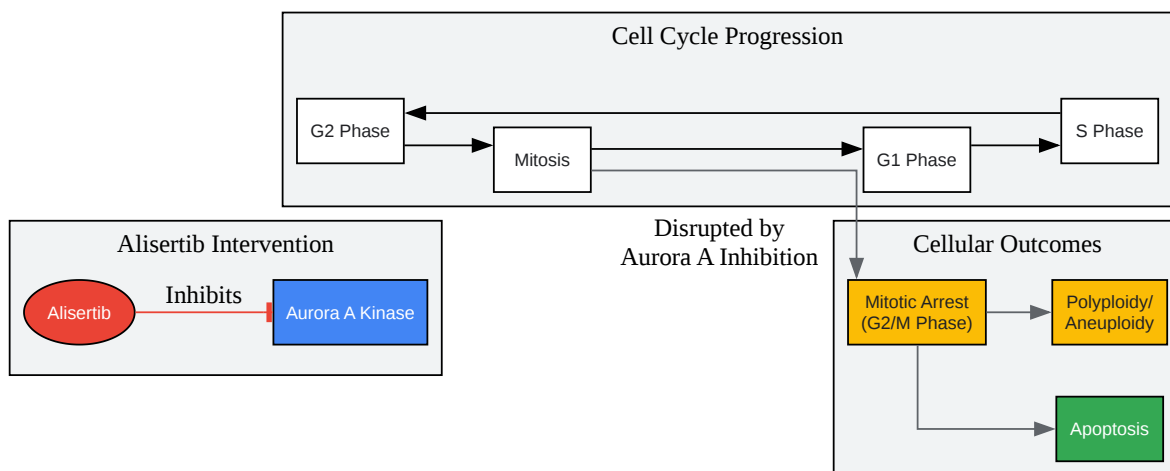 Cell Cycle Progression
G2 Phase
Mitosis
G1 Phase
S Phase
Disrupted by
Aurora A Inhibition
Alisertib Intervention
Alisertib
Inhibits
Aurora A Kinase
Cellular Outcomes
Mitotic Arrest
(G2/M Phase)
Polyploidy/
Aneuploidy
Apoptosis